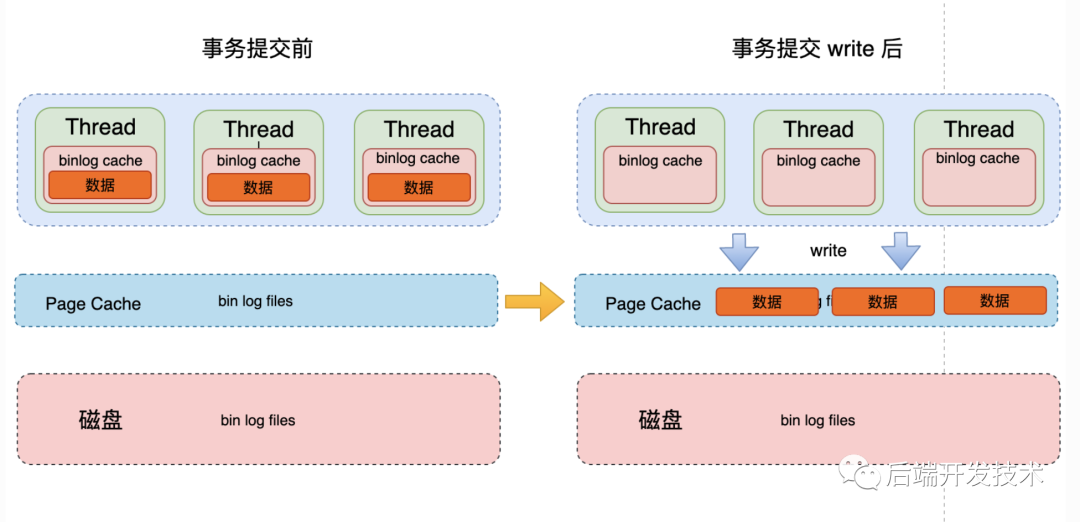 事务提交前
Thread
Thread
Thread
binlog cache
binlog cache
binlog cache
数据
数据
数据
Page Cache
bin log files
磁盘
bin log files
事务提交 write 后
Thread
Thread
Thread
binlog cache
binlog cache
binlog cache
write
Page Cache
数据
数据
数据
磁盘
bin log files
后端开发技术